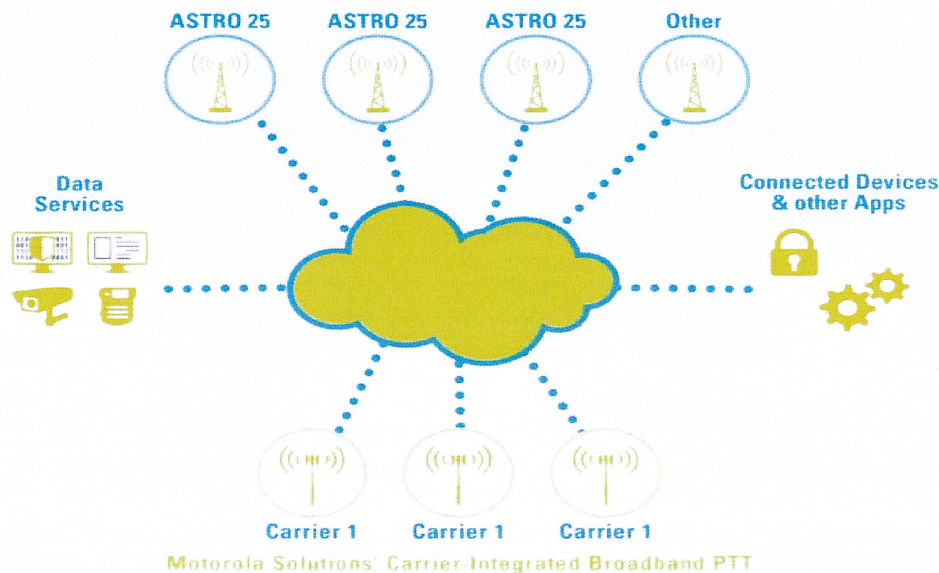 ASTRO 25 ASTRO 25 ASTRO 25 Other
Data
Services
Connected Devices
& other Apps
Carrier 1 Carrier 1 Carrier 1
Motorola Solutions' Carrier-Integrated Broadband PTT